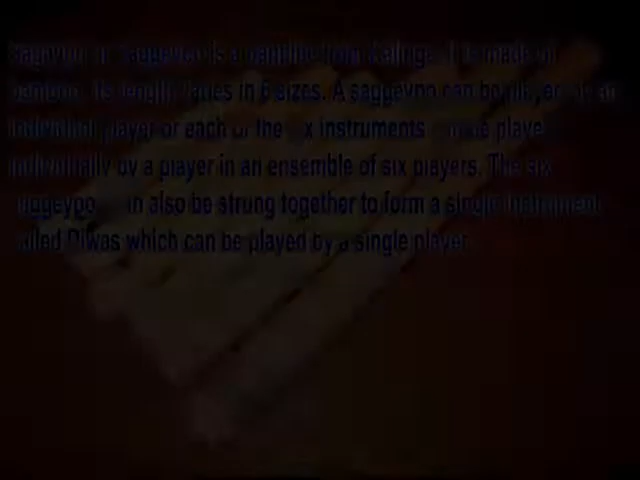 Saggeypo or Saggeypo is a panpipe from Kalinga. It is made of
bamboo. Its length varies in 6 sizes. A saggeypo can be played by an
individual player or each of the six instruments can be played
individually by a player in an ensemble of six players. The six
saggeypo can also be strung together to form a single instrument
called Diwas which can be played by a single player.